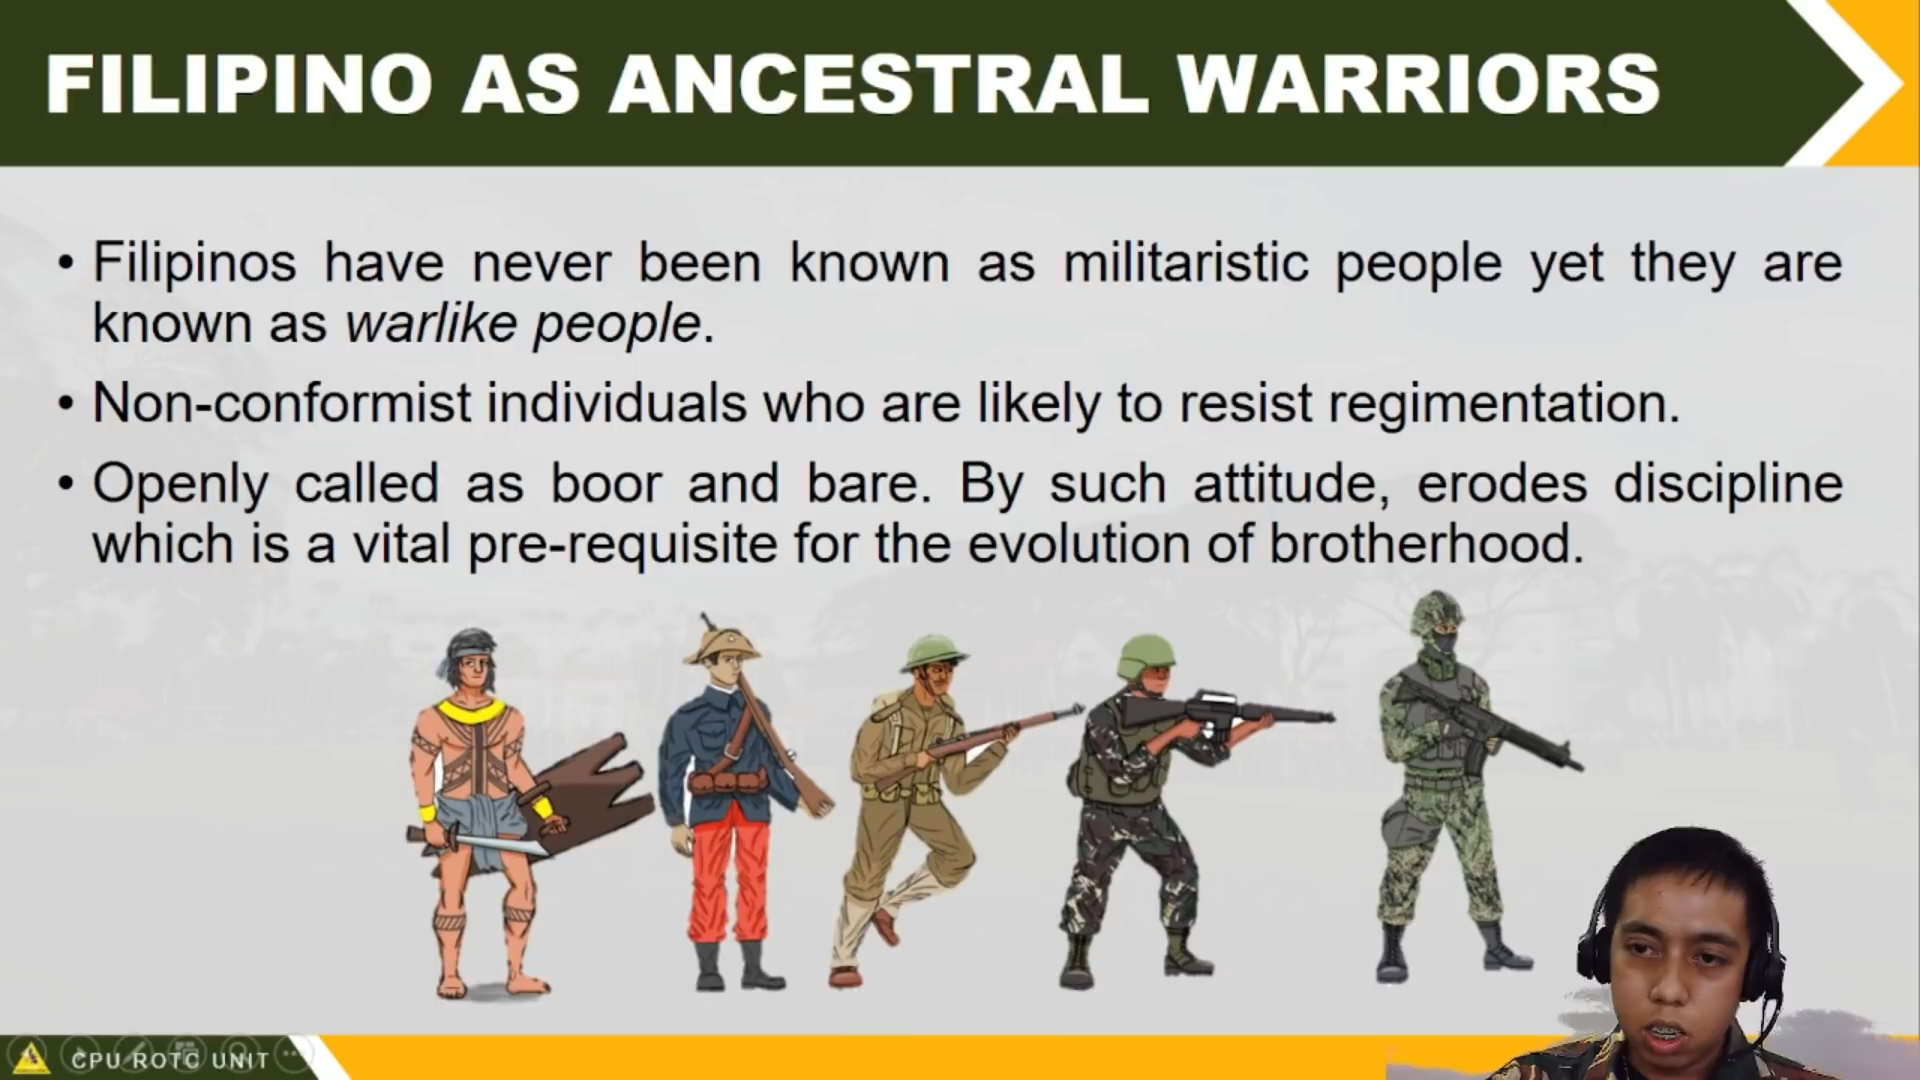 FILIPINO AS ANCESTRAL WARRIORS
• Filipinos have never been known as militaristic people yet they are
known as warlike people.
• Non-conformist individuals who are likely to resist regimentation.
• Openly called as boor and bare. By such attitude, erodes discipline
which is a vital pre-requisite for the evolution of brotherhood.
CPU ROTC UNIT